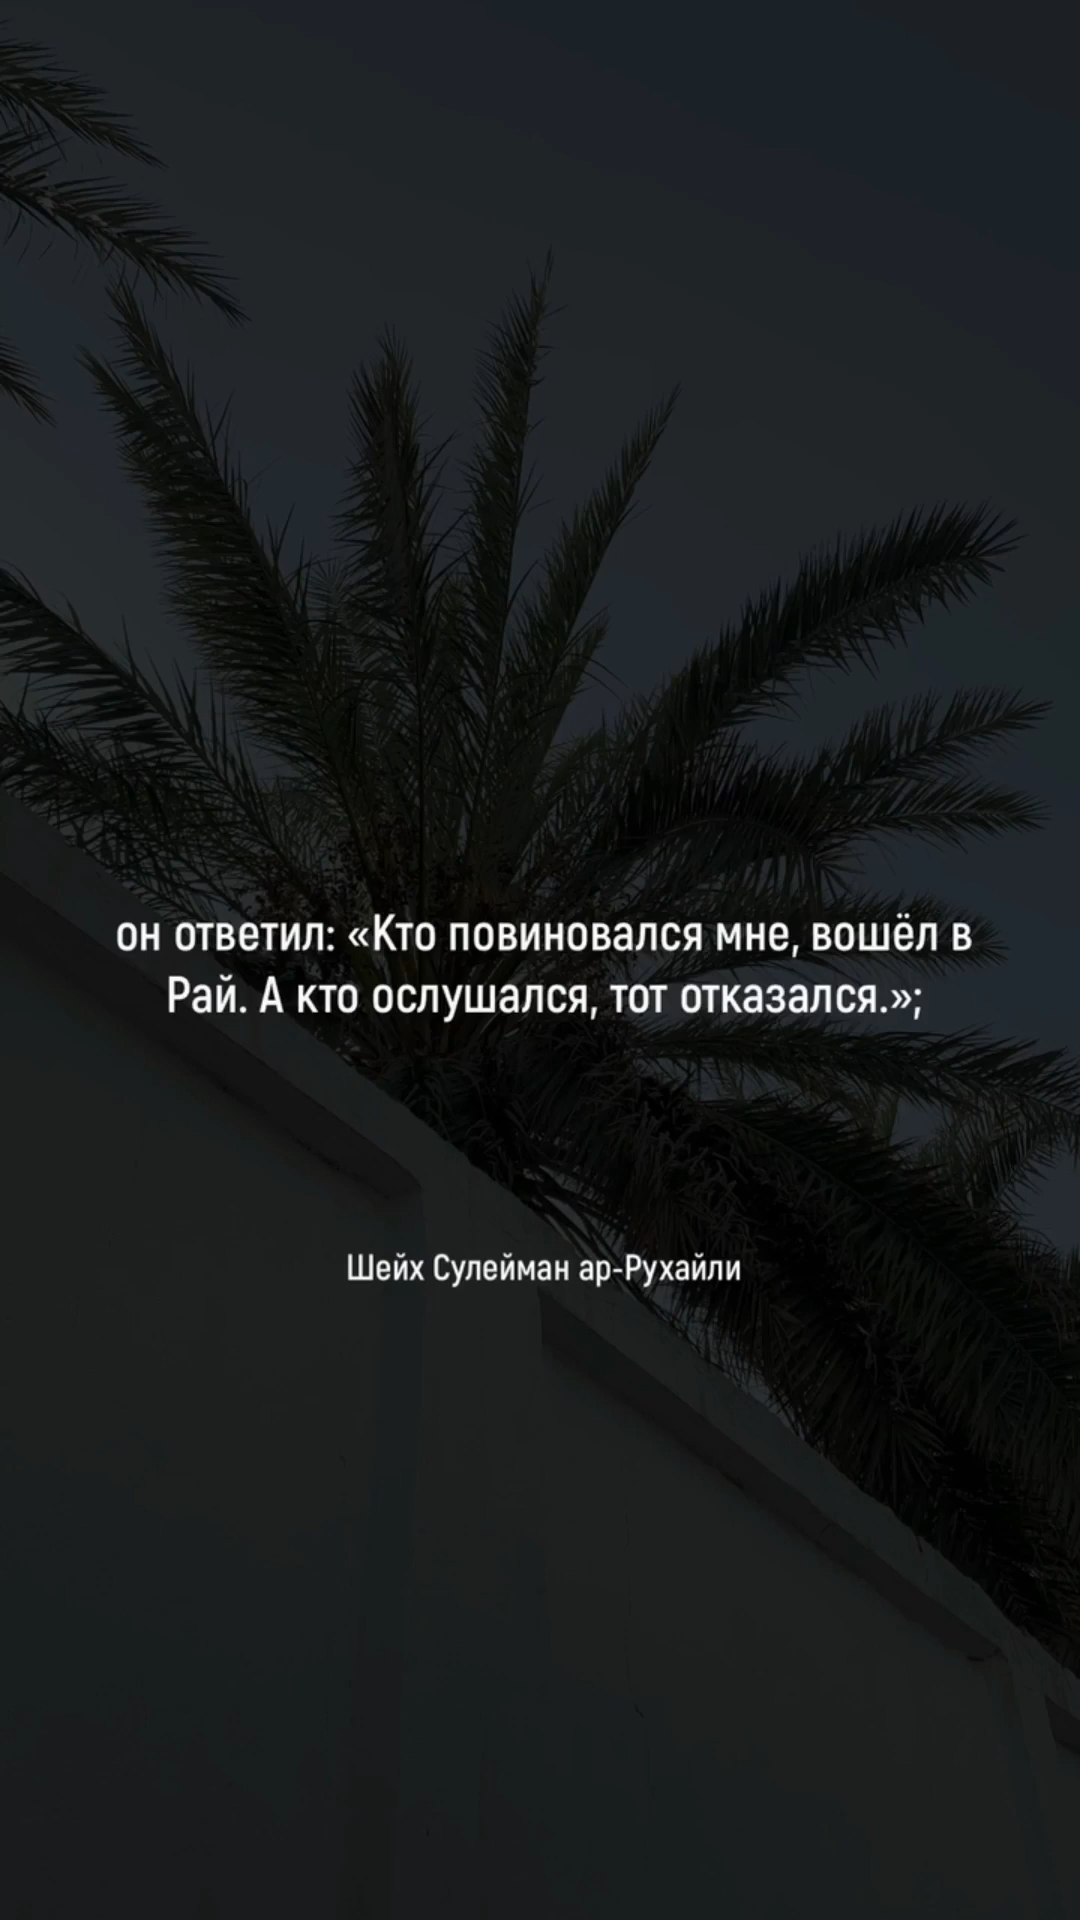 он ответил: «Кто повиновался мне, вошёл в
Рай. А кто ослушался, тот отказался.»;
Шейх Сулейман ар-Рухайли